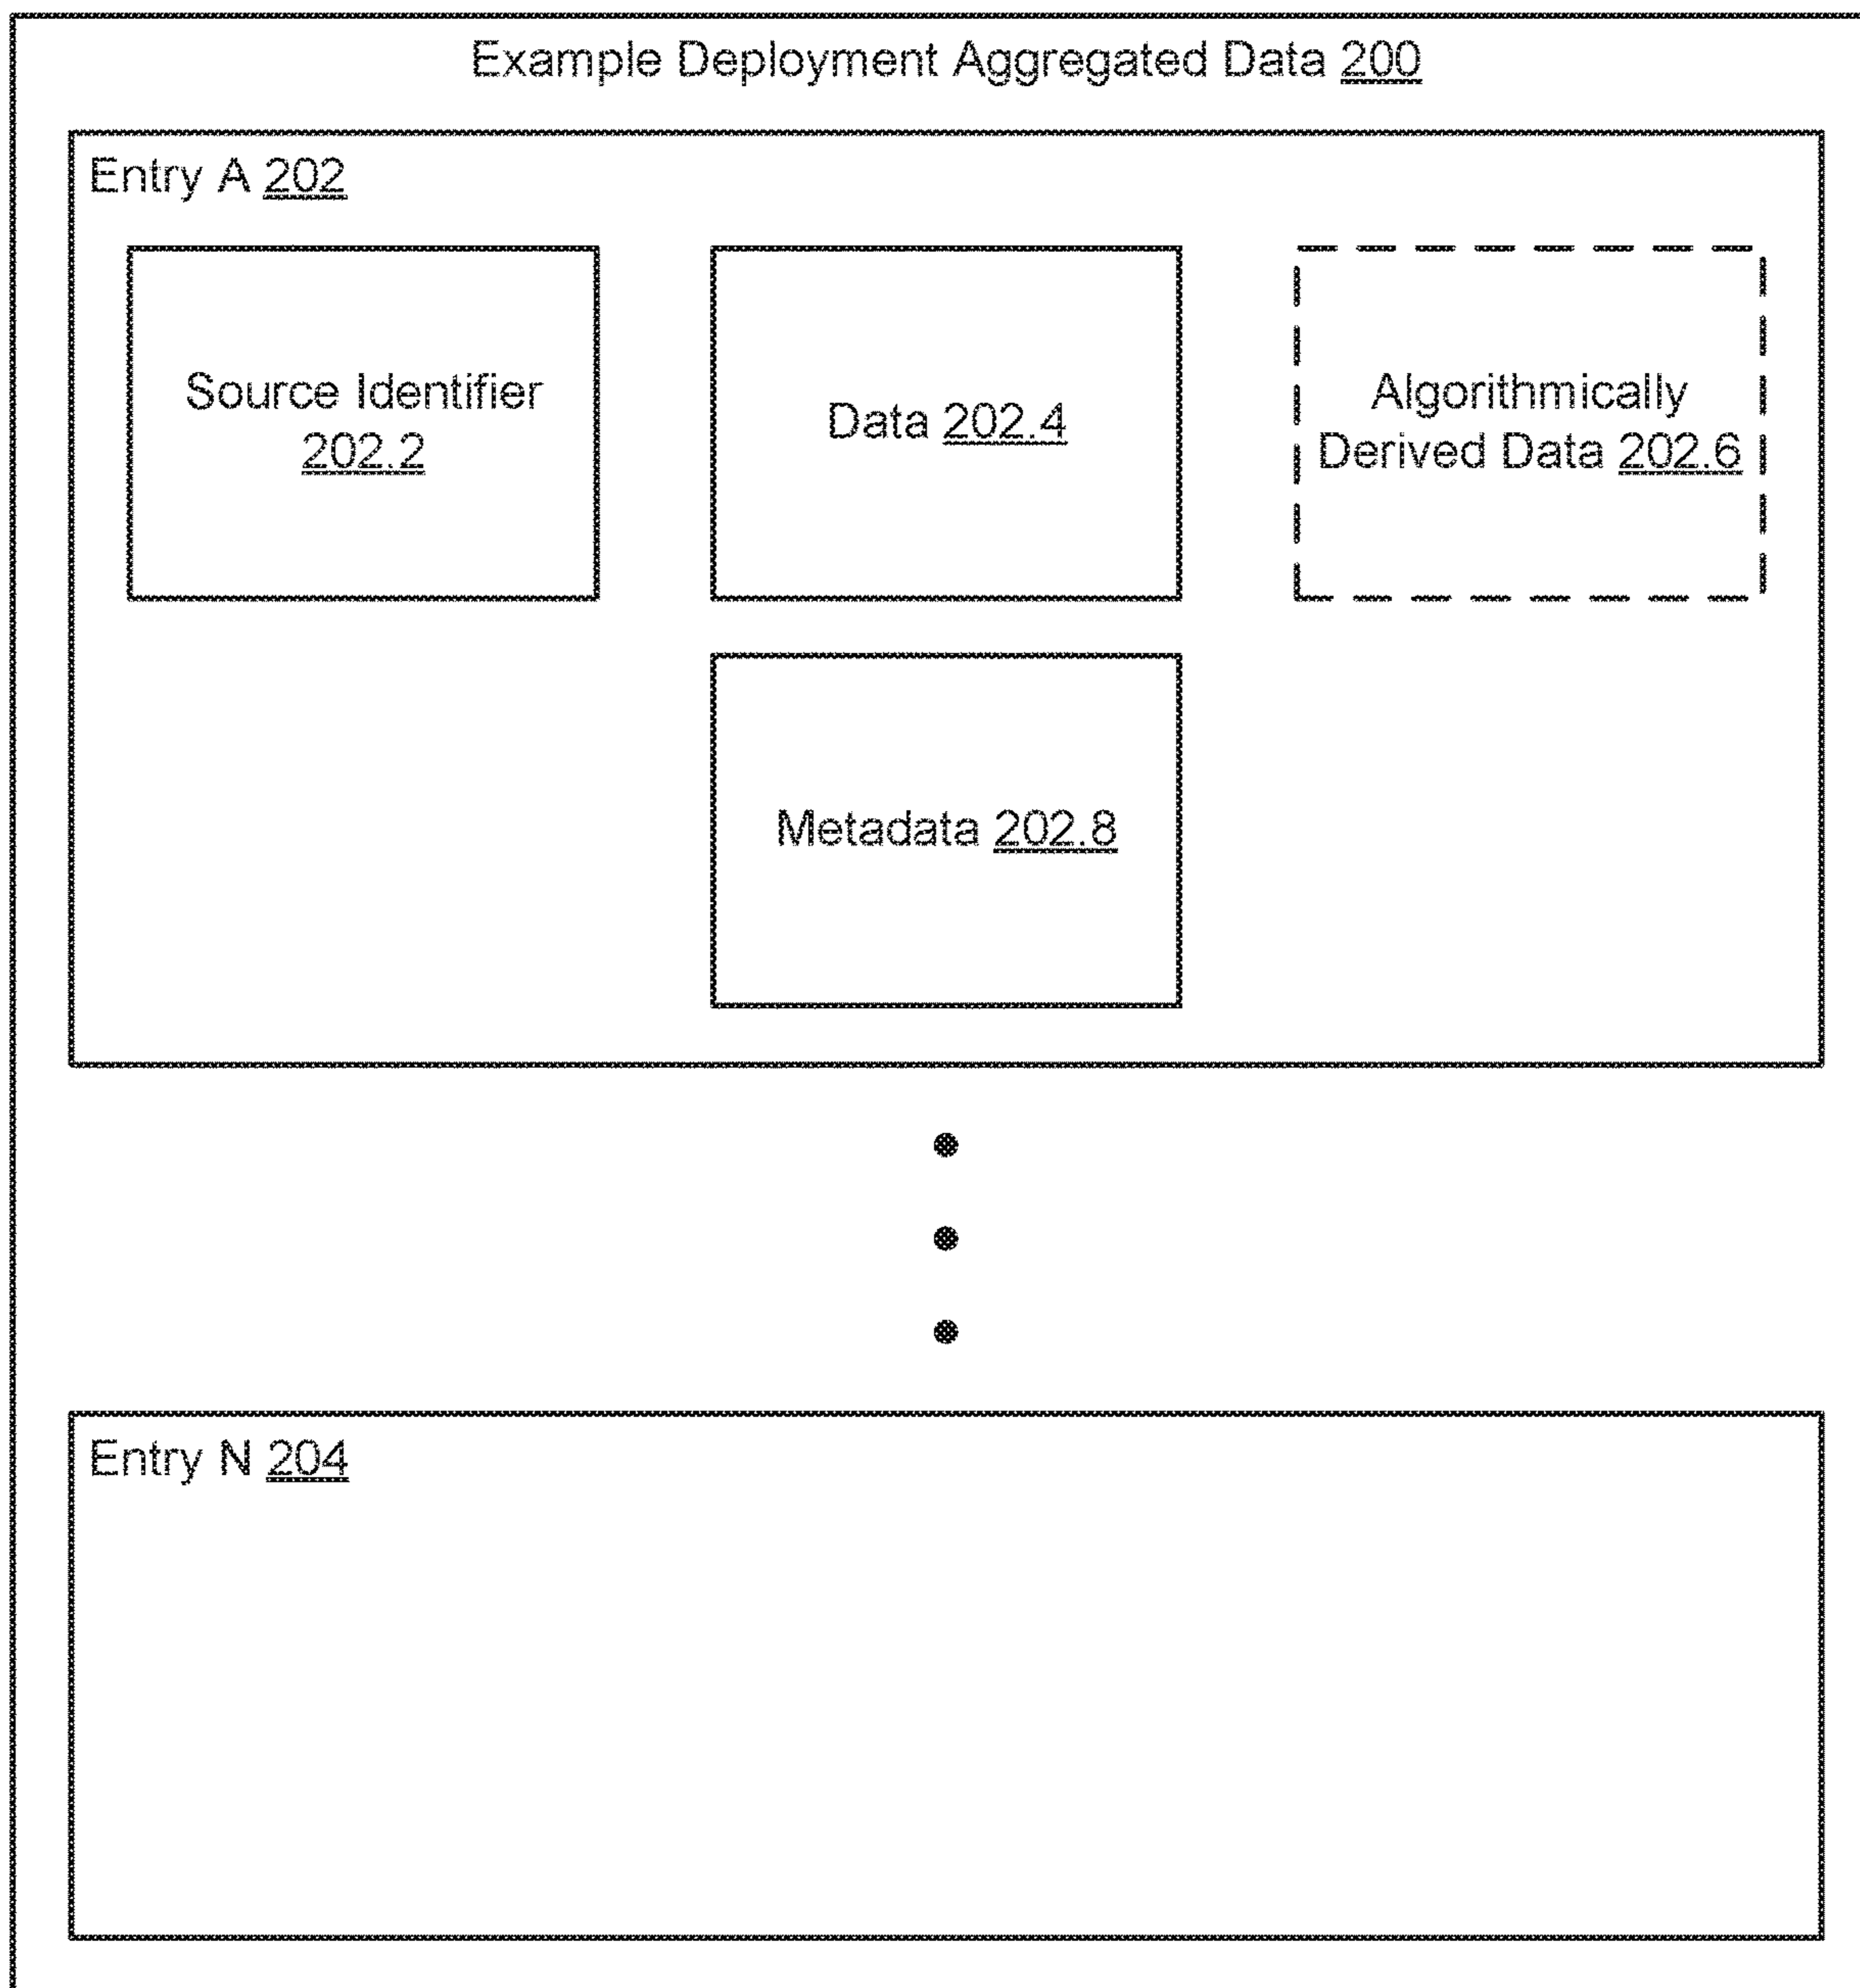 Example Deployment Aggregated Data 200
Entry A 202
Source Identifier
202.2
Data 202.4
Algorithmically
Derived Data 202.6
Metadata 202.8
Entry N 204